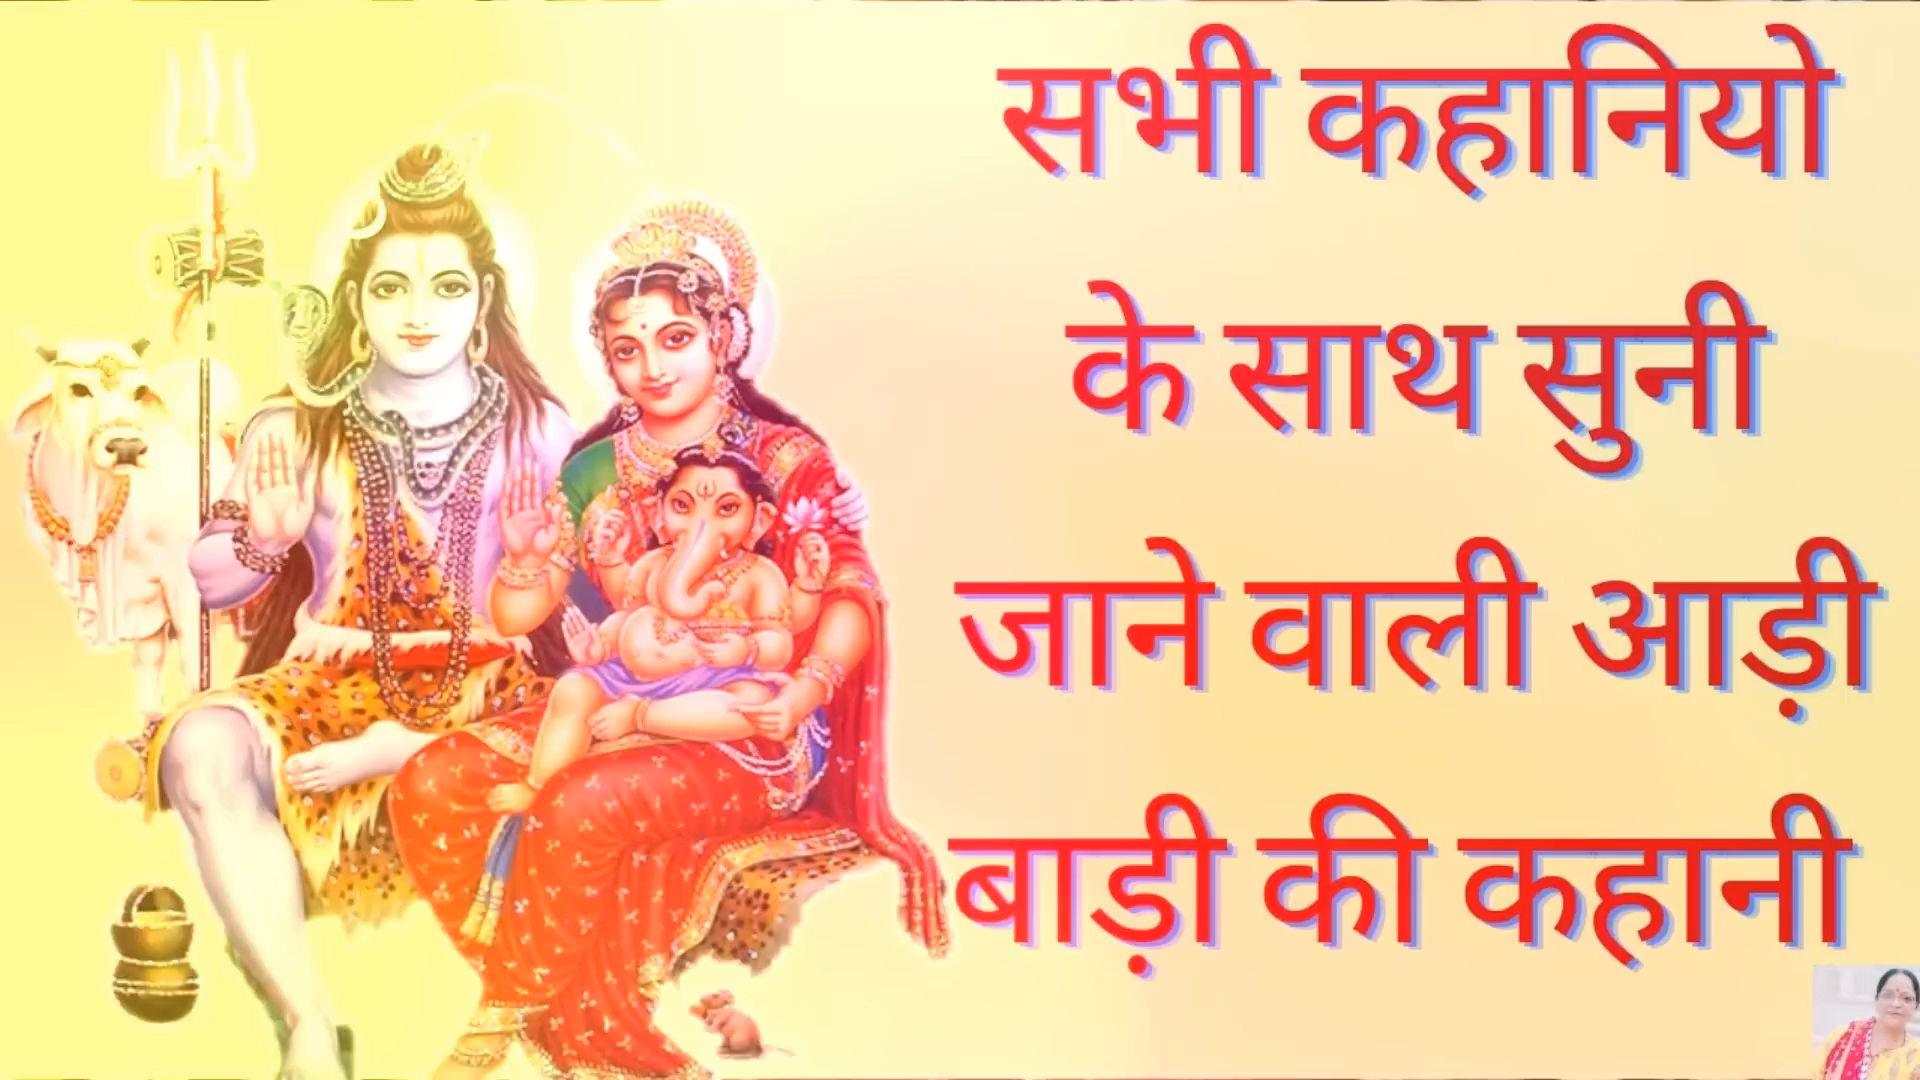 सभी कहानियो
के साथ सुनी
जाने वाली आड़ी
बाड़ी की कहानी